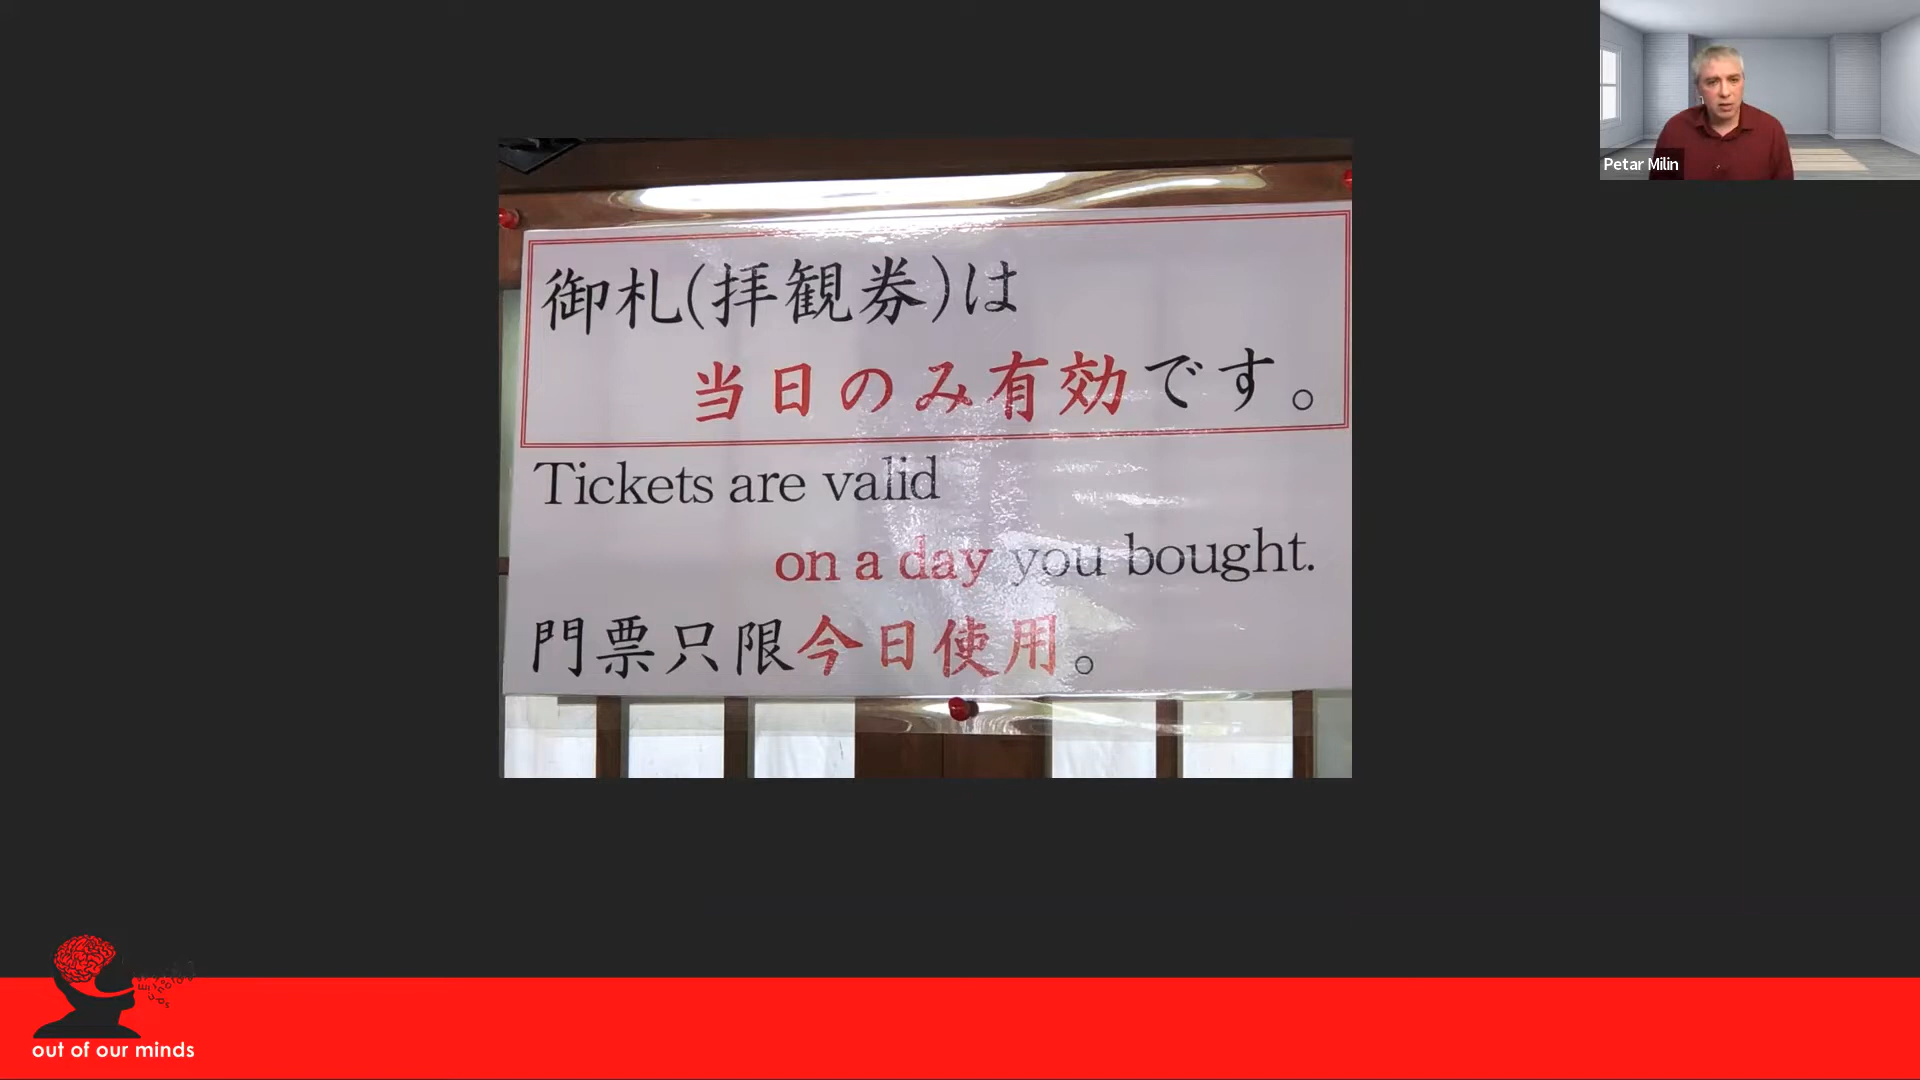 Petar Milin
御札(拝観券)は
当日のみ有効です。
Tickets are valid
on a day you bought.
門票只限今日使用。
out of our minds